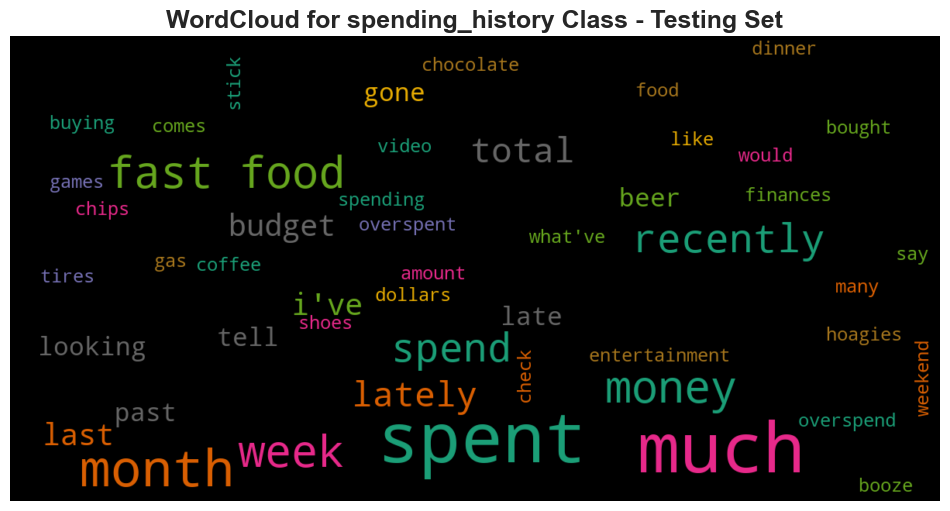 WordCloud for spending_history Class - Testing Set
dinner
chocolate
stick
gone
food
buying
comes
bought
like
video
total
would
fast food
games
chips
spending
beer
finances
budget
overspent
what've
recently
say
gas
coffee
tires
amount
many
dollars
i've
shoes
late
hoagies
tell
looking
spend
entertainment
check
weekend
money
lately
past
overspend
last
spent
much
week
month
booze